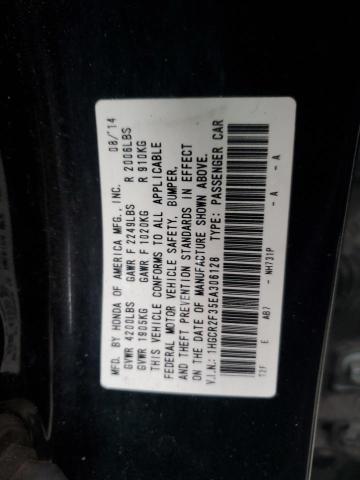 MFD. BY HONDA OF AMERICA MFG., INC. 08/'14
GVWR 4200LBS GAWR F 2249LBS R 2006LBS
GVWR 1905KG GAWR F 1020KG R 910KG
THIS VEHICLE CONFORMS TO ALL APPLICABLE
FEDERAL MOTOR VEHICLE SAFETY, BUMPER,
AND THEFT PREVENTION STANDARDS IN EFFECT
ON THE DATE OF MANUFACTURE SHOWN ABOVE.
V.I.N.: 1HGCR2F35EA306128 TYPE: PASSENGER CAR
T2F E AB7 - NH731P - A - A